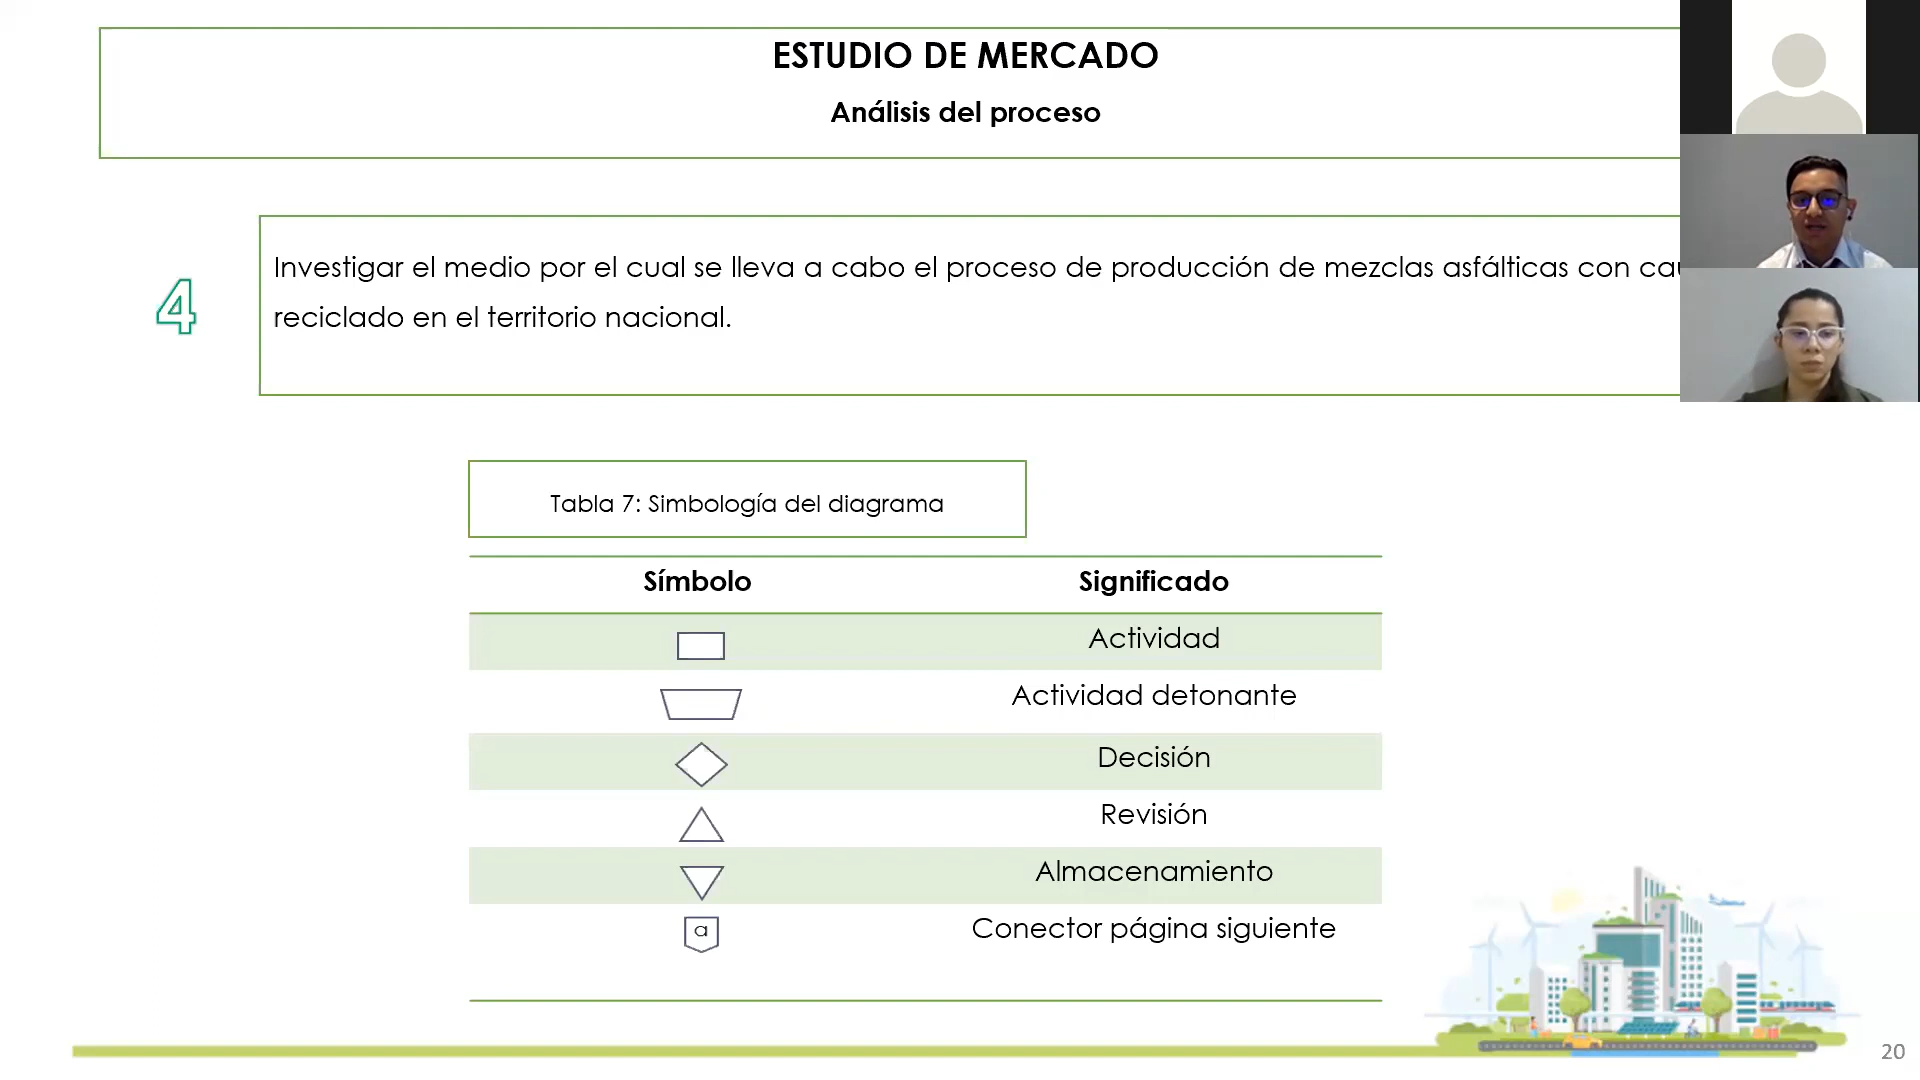 ESTUDIO DE MERCADO
Análisis del proceso
4
Investigar el medio por el cual se lleva a cabo el proceso de producción de mezclas asfálticas con
reciclado en el territorio nacional.
Tabla 7: Simbología del diagrama
Símbolo Significado
Actividad
Actividad detonante
Decisión
Revisión
Almacenamiento
a Conector página siguiente
20